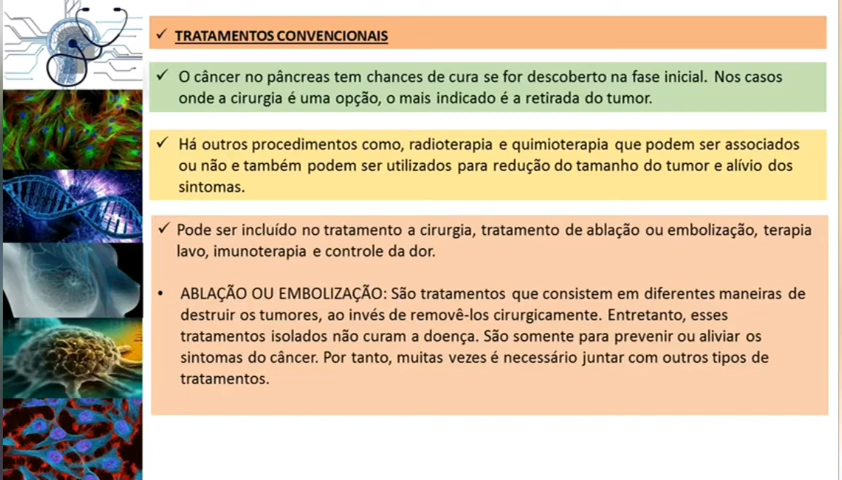 ✓ TRATAMENTOS CONVENCIONAIS
✓ O câncer no pâncreas tem chances de cura se for descoberto na fase inicial. Nos casos
onde a cirurgia é uma opção, o mais indicado é a retirada do tumor.
✓ Há outros procedimentos como, radioterapia e quimioterapia que podem ser associados
ou não e também podem ser utilizados para redução do tamanho do tumor e alívio dos
sintomas.
✓ Pode ser incluído no tratamento a cirurgia, tratamento de ablação ou embolização, terapia
lavo, imunoterapia e controle da dor.
• ABLAÇÃO OU EMBOLIZAÇÃO: São tratamentos que consistem em diferentes maneiras de
destruir os tumores, ao invés de removê-los cirurgicamente. Entretanto, esses
tratamentos isolados não curam a doença. São somente para prevenir ou aliviar os
sintomas do câncer. Por tanto, muitas vezes é necessário juntar com outros tipos de
tratamentos.